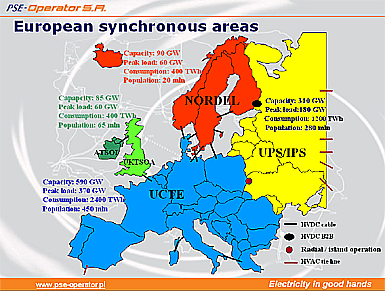 PSE-Operator S.A.
European synchronous areas
Capacity: 90 GW
Peak load: 60 GW
Consumption: 400 TWh
Population: 20 mln
NORDEL
Capacity: 85 GW
Peak load: 60 GW
Consumption: 400 TWh
Population: 65 mln
Capacity: 310 GW
Peak load:180 GW
Consumption: 1200 TWh
Population: 280 mln
ATSOI
UKTSOA
UPS/IPS
Capacity: 590 GW
Peak load: 370 GW
Consumption: 2400 TWh
Population: 450 mln
UCTE
HVDC cable
HVDC B2B
Radial / island operation
HVAC tie line
www.pse-operator.pl
Electricity in good hands